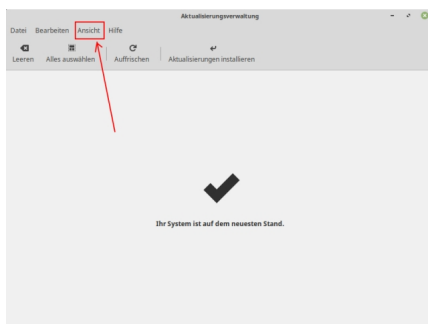 Aktualisierungsverwaltung
Datei Bearbeiten Ansicht Hilfe
Leeren Alles auswählen Auffrischen Aktualisierungen installieren
Ihr System ist auf dem neuesten Stand.